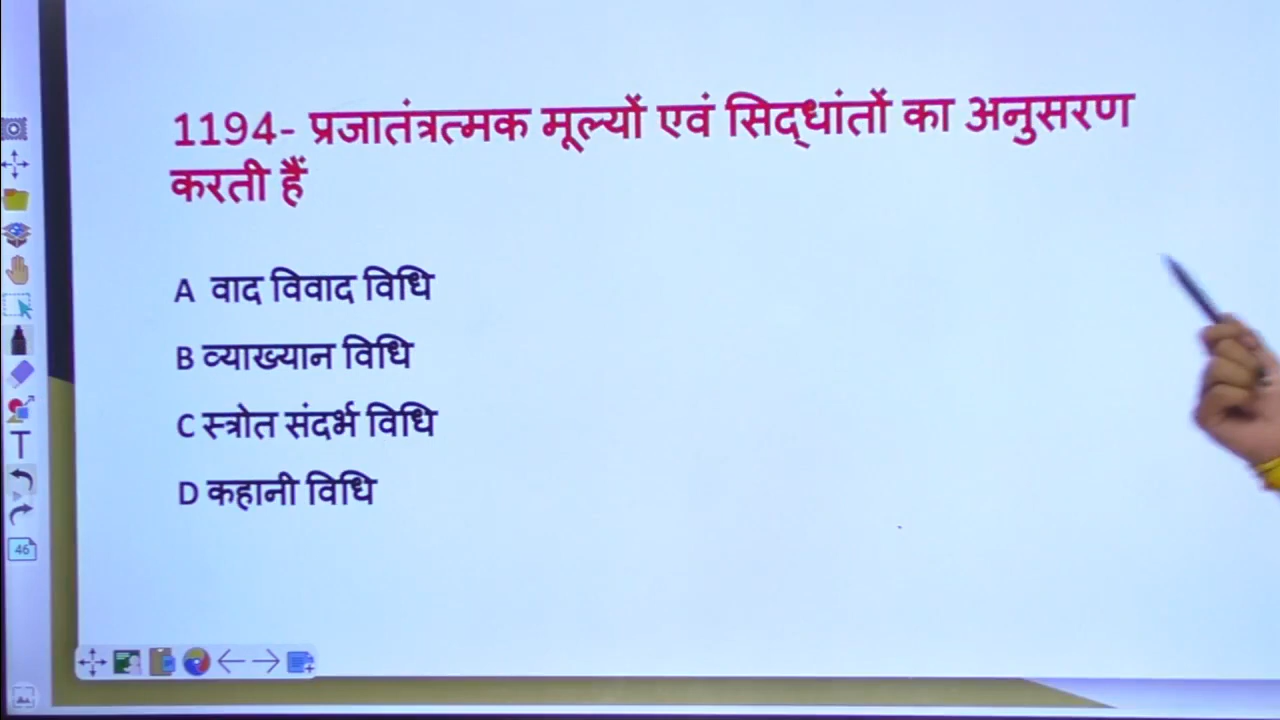 1194- प्रजातंत्रत्मक मूल्यों एवं सिद्धांतों का अनुसरण
करती हैं
A वाद विवाद विधि
B व्याख्यान विधि
C स्त्रोत संदर्भ विधि
D कहानी विधि
T
46